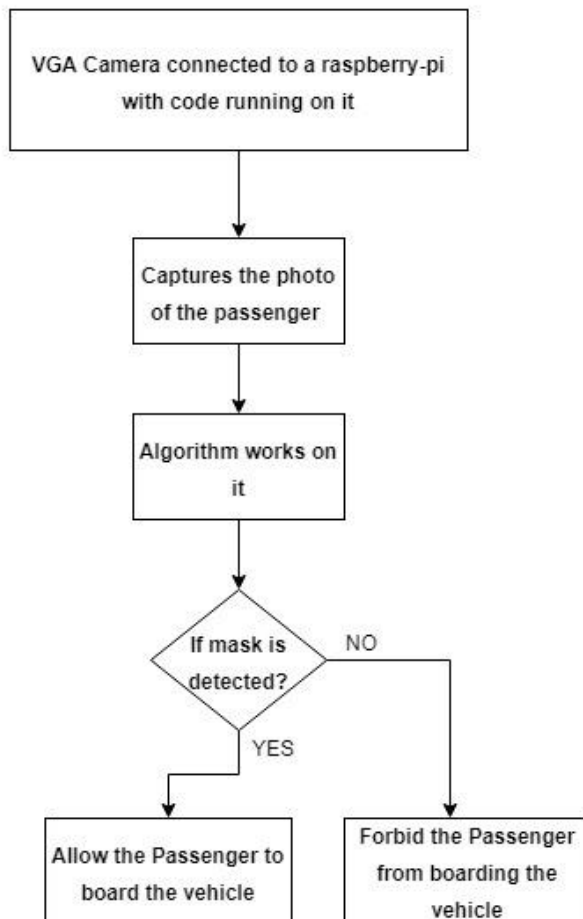 VGA Camera connected to a raspberry-pi
with code running on it
Captures the photo
of the passenger
Algorithm works on
it
If mask is
detected?
NO
YES
Allow the Passenger to
board the vehicle
Forbid the Passenger
from boarding the
vehicle